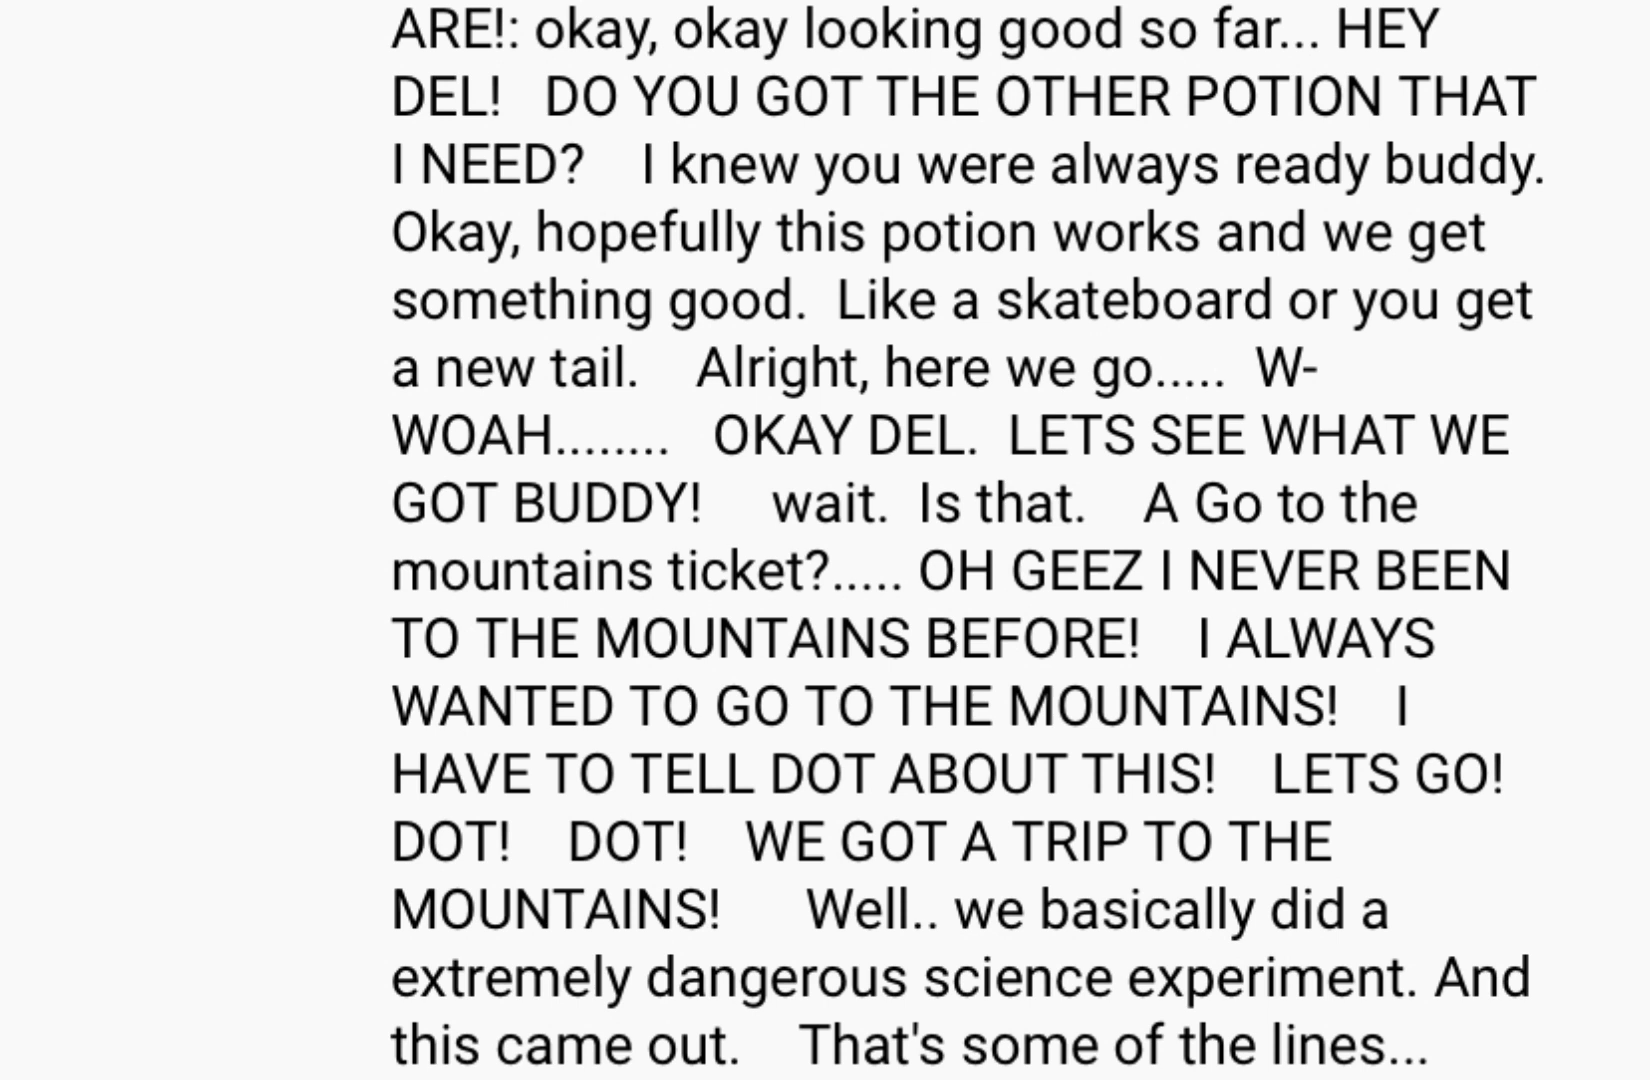 ARE!: okay, okay looking good so far... HEY
DEL!   DO YOU GOT THE OTHER POTION THAT
I NEED?    I knew you were always ready buddy.
Okay, hopefully this potion works and we get
something good.  Like a skateboard or you get
a new tail.    Alright, here we go.....  W-
WOAH........   OKAY DEL.  LETS SEE WHAT WE
GOT BUDDY!     wait.  Is that.    A Go to the
mountains ticket?..... OH GEEZ I NEVER BEEN
TO THE MOUNTAINS BEFORE!    I ALWAYS
WANTED TO GO TO THE MOUNTAINS!    I
HAVE TO TELL DOT ABOUT THIS!    LETS GO!
DOT!    DOT!    WE GOT A TRIP TO THE
MOUNTAINS!      Well.. we basically did a
extremely dangerous science experiment. And
this came out.    That's some of the lines...